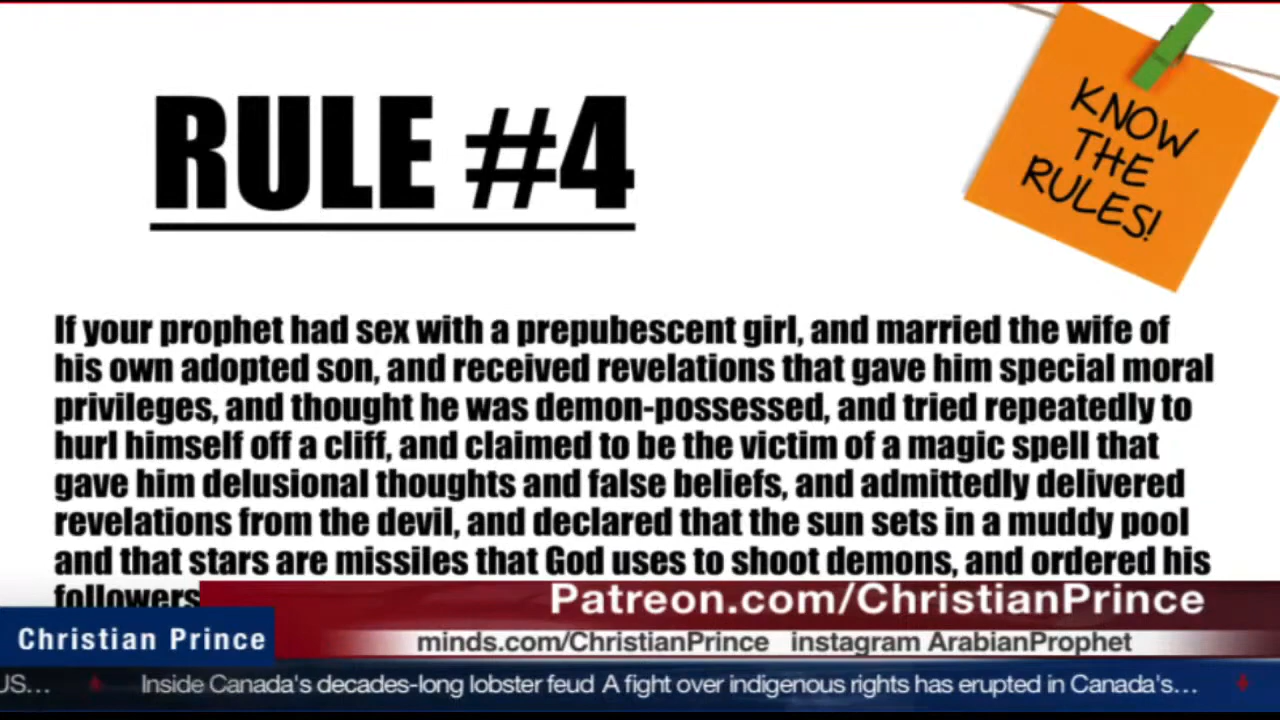 RULE #4
KNOW
THE
RULES!
If your prophet had sex with a prepubescent girl, and married the wife of
his own adopted son, and received revelations that gave him special moral
privileges, and thought he was demon-possessed, and tried repeatedly to
hurl himself off a cliff, and claimed to be the victim of a magic spell that
gave him delusional thoughts and false beliefs, and admittedly delivered
revelations from the devil, and declared that the sun sets in a muddy pool
and that stars are missiles that God uses to shoot demons, and ordered his
followers
Patreon.com/ChristianPrince
Christian Prince
minds.com/ChristianPrince instagram ArabianProphet
US... Inside Canada's decades-long lobster feud A fight over indigenous rights has erupted in Canada's...